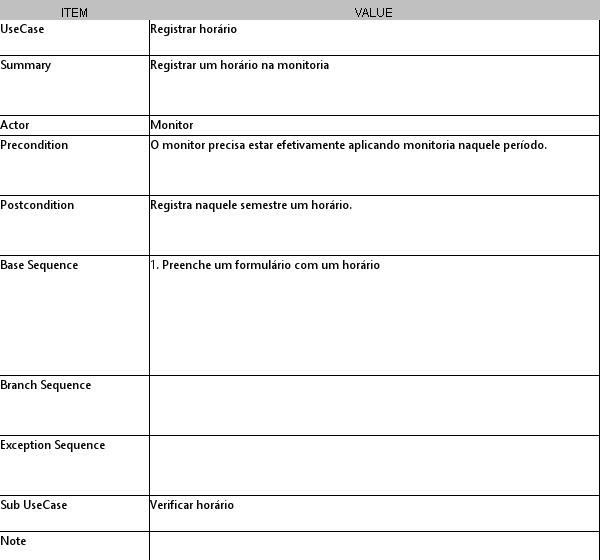 ITEM VALUE
UseCase Registrar horário
Summary Registrar um horário na monitoria
Actor Monitor
Precondition O monitor precisa estar efetivamente aplicando monitoria naquele período.
Postcondition Registra naquele semestre um horário.
Base Sequence 1. Preenche um formulário com um horário
Branch Sequence
Exception Sequence
Sub UseCase Verificar horário
Note